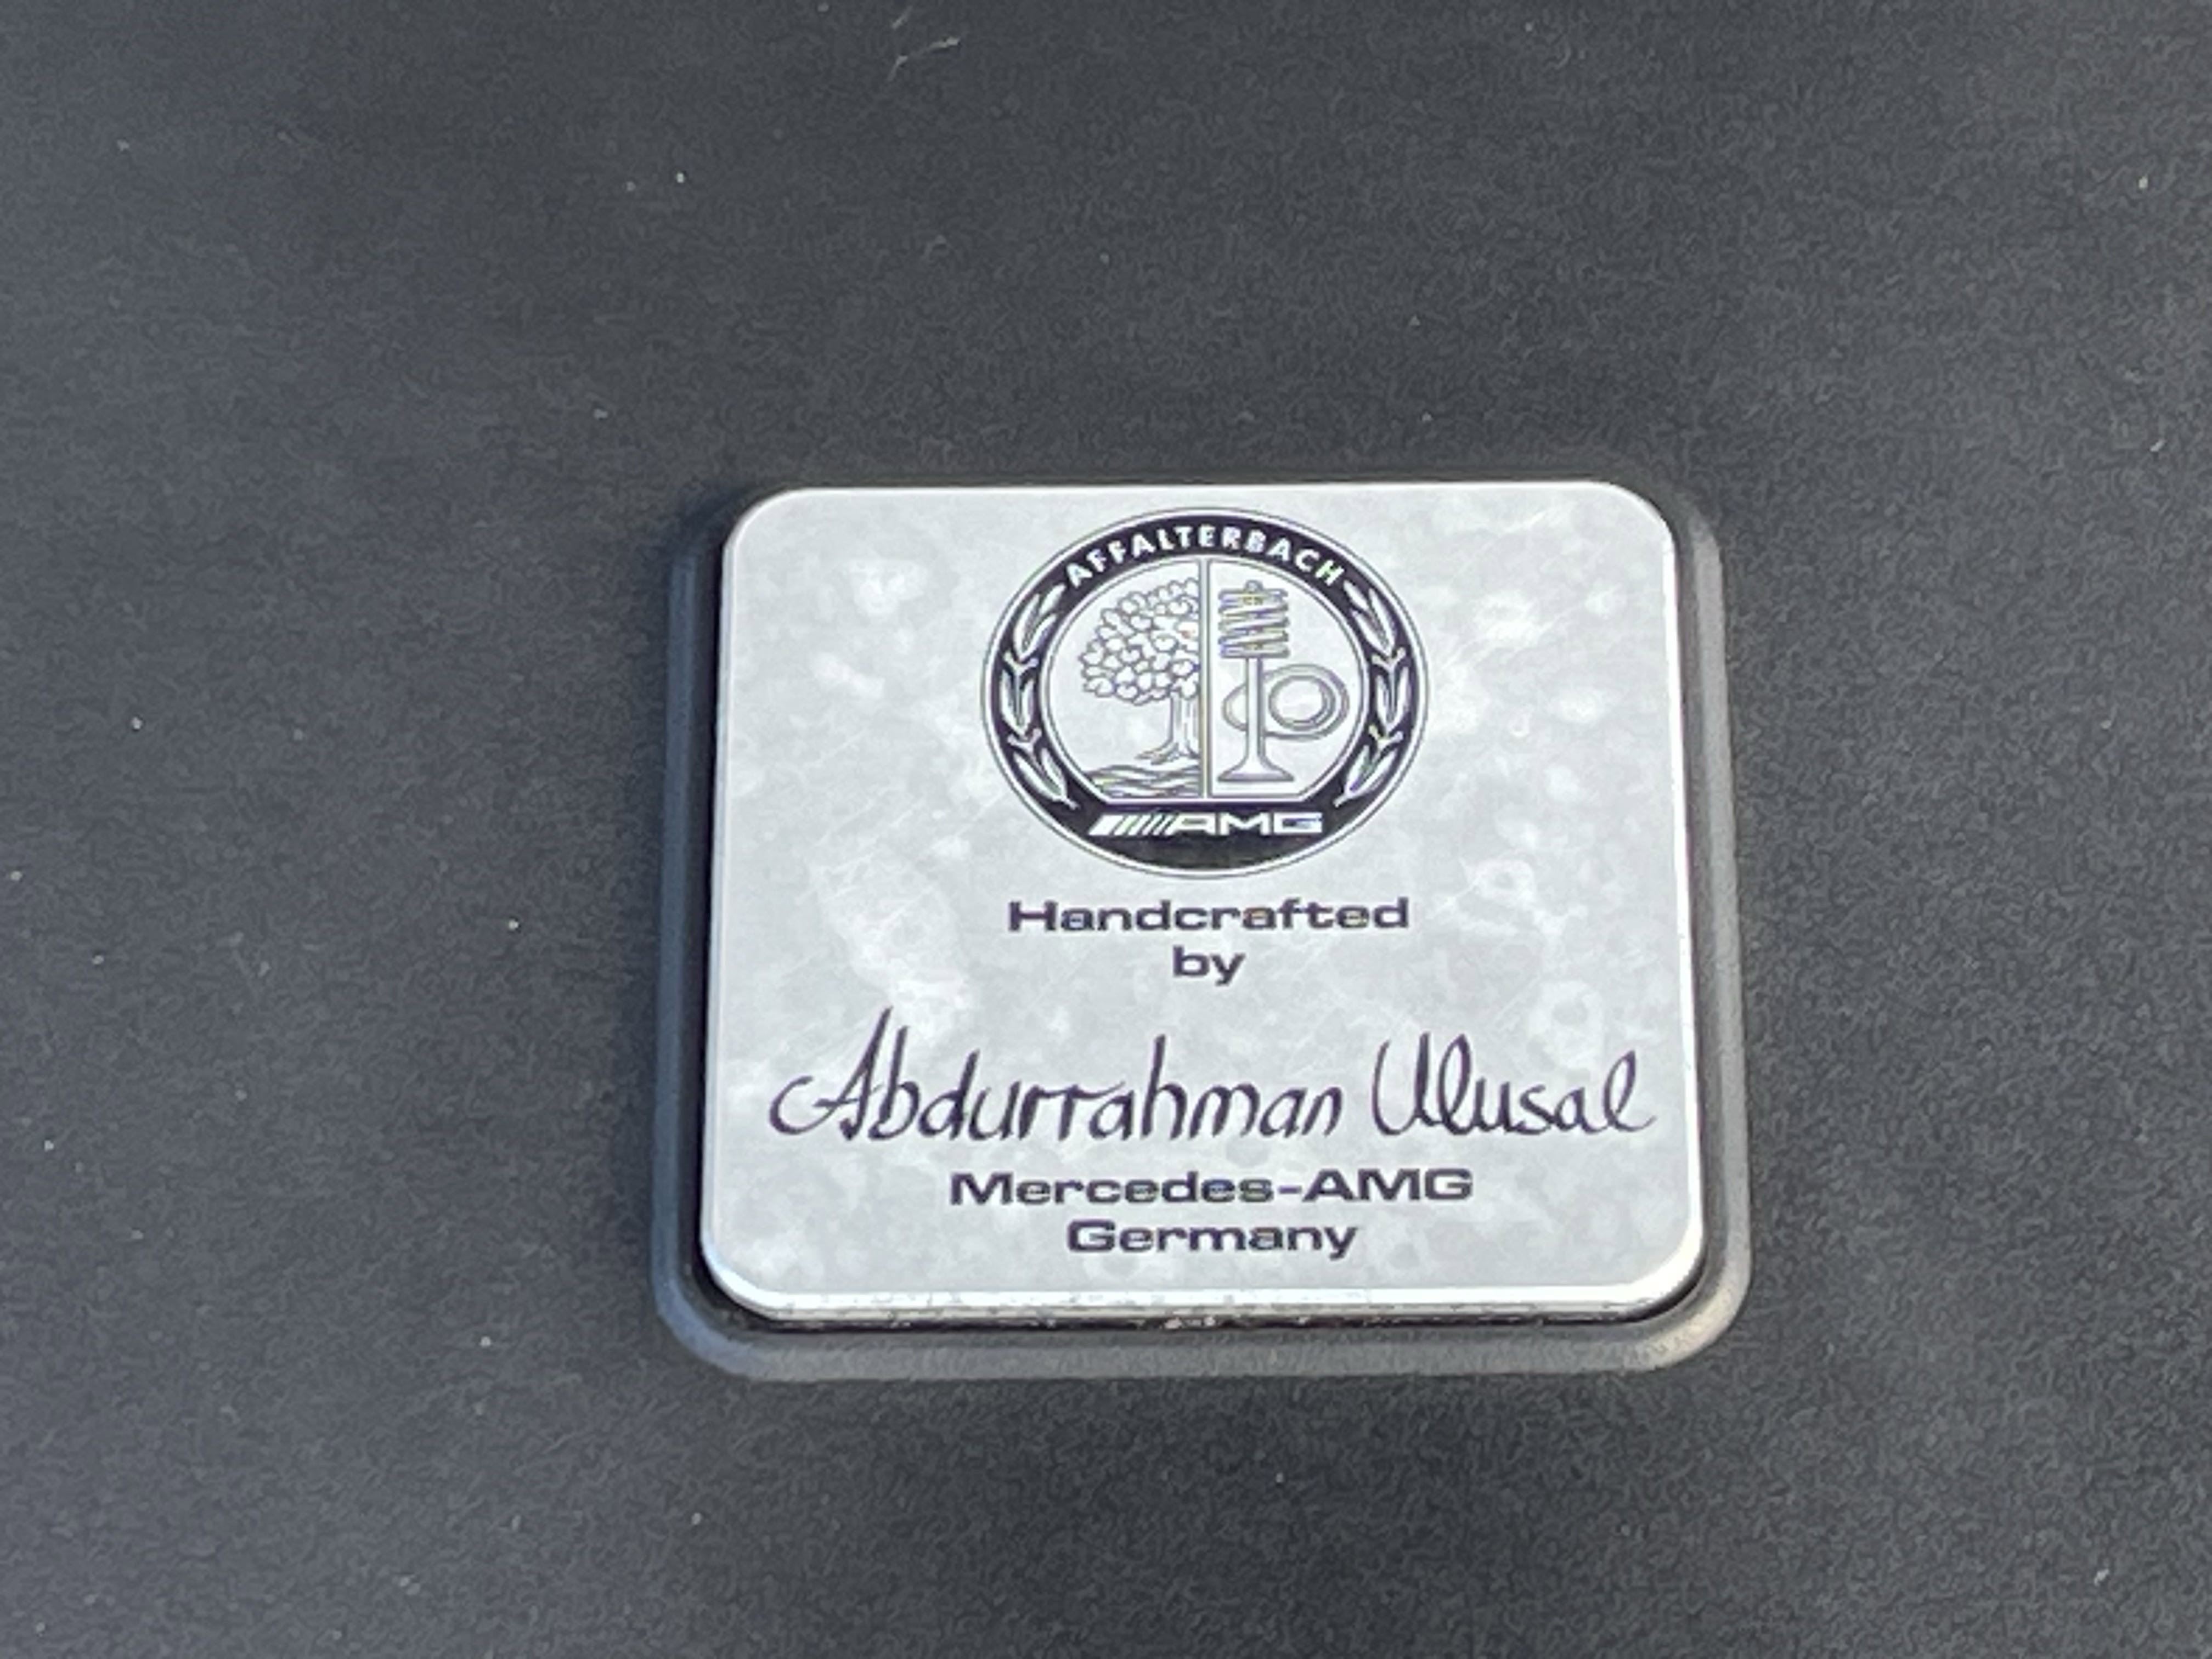 AFFALTERBACH
AMG
Handcrafted
by
Abdurrahman Ulusal
Mercedes-AMG
Germany